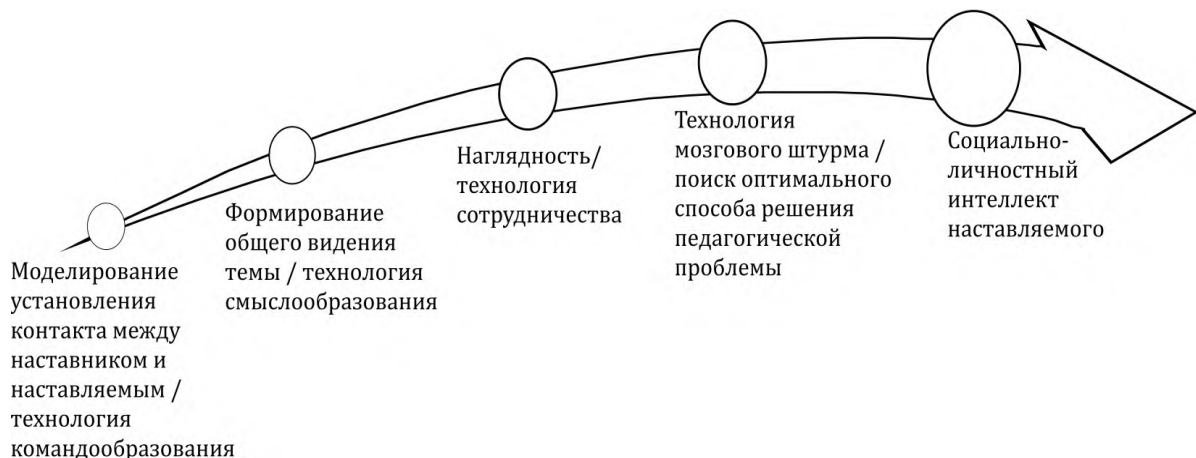 Моделирование
установления
контакта между
наставником и
наставляемым /
технология
командообразования
Формирование
общего видения
темы / технология
смыслообразования
Наглядность/
технология
сотрудничества
Технология
мозгового штурма /
поиск оптимального
способа решения
педагогической
проблемы
Социально-
личностный
интеллект
наставляемого